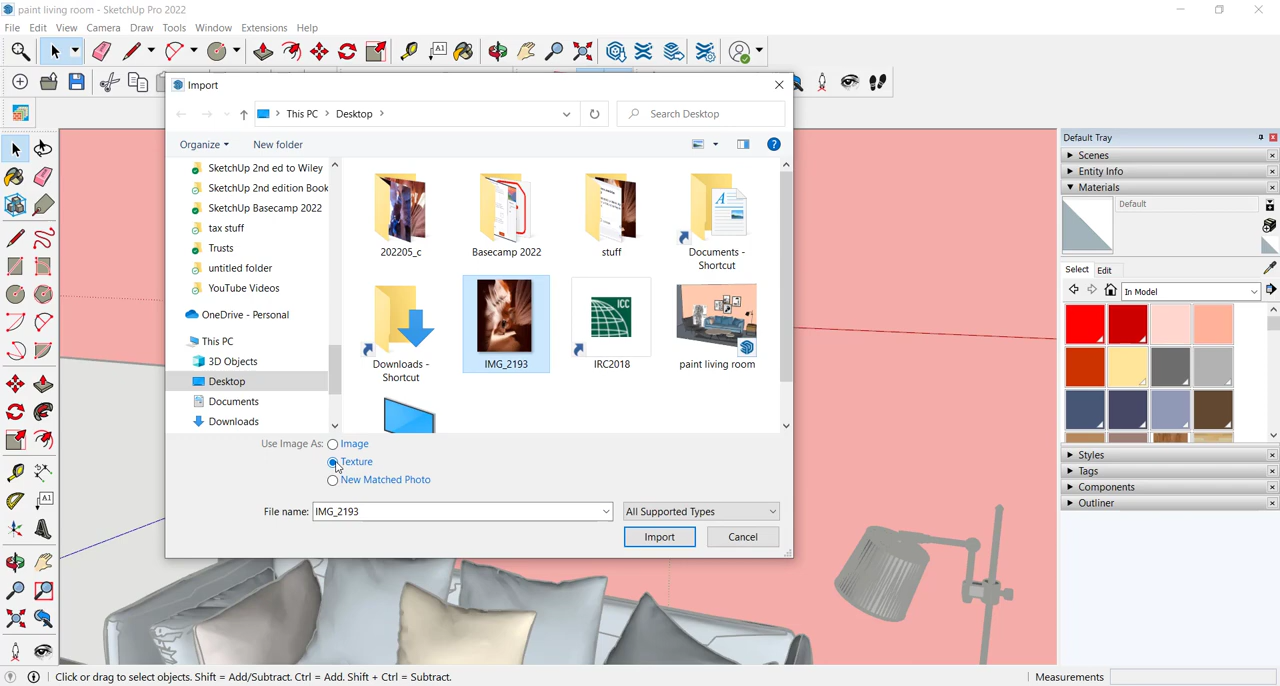 paint living room - SketchUp Pro 2022
File Edit View Camera Draw Tools Window Extensions Help
Import
This PC > Desktop >
Search Desktop
Organize
New folder
SketchUp 2nd ed to Wiley
SketchUp 2nd edition Book
SketchUp Basecamp 2022
tax stuff
Trusts
untitled folder
YouTube Videos
OneDrive - Personal
This PC
3D Objects
Desktop
Documents
Downloads
202205_c
Basecamp 2022
stuff
Documents -
Shortcut
Downloads -
Shortcut
IMG_2193
ICC
IRC2018
paint living room
Use Image As:
Image
Texture
New Matched Photo
File name:
IMG_2193
All Supported Types
Import
Cancel
Default Tray
Scenes
Entity Info
Materials
Default
Select
Edit
In Model
Styles
Tags
Components
Outliner
Click or drag to select objects. Shift = Add/Subtract. Ctrl = Add. Shift + Ctrl = Subtract.
Measurements